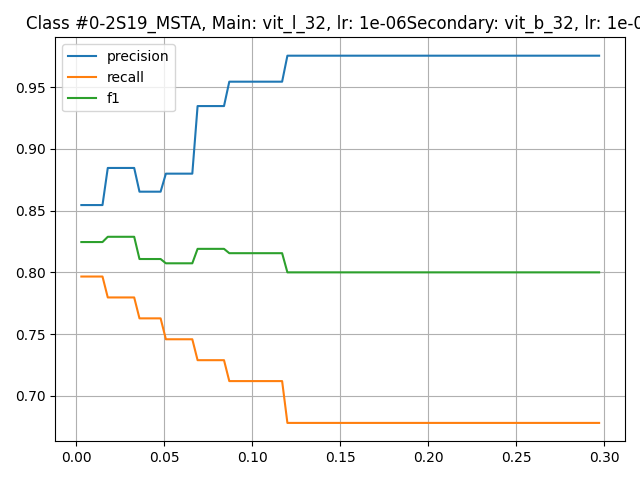 Class #0-2S19_MSTA, Main: vit_l_32, lr: 1e-06Secondary: vit_b_32, lr: 1e-0
precision
recall
f1
0.95
0.90
0.85
0.80
0.75
0.70
0.00 0.05 0.10 0.15 0.20 0.25 0.30